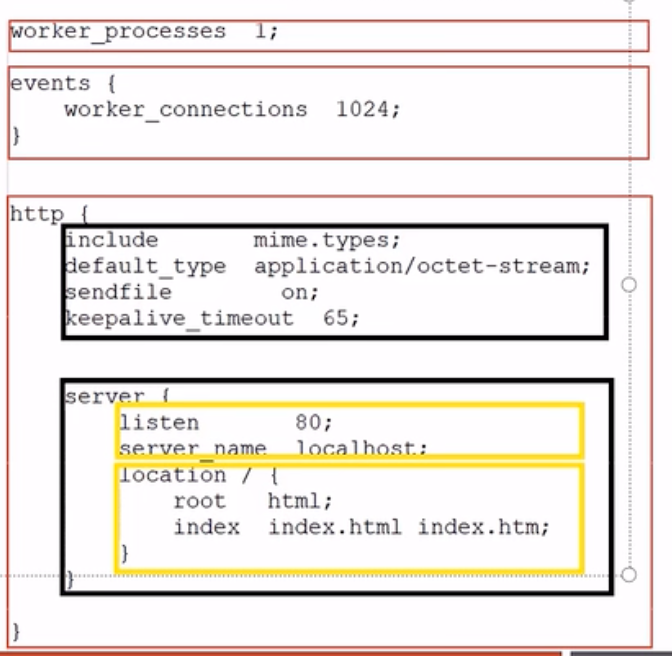 worker_processes  1;
events {
    worker_connections  1024;
}
http {
    include       mime.types;
    default_type  application/octet-stream;
    sendfile        on;
    keepalive_timeout  65;
    server {
        listen       80;
        server_name  localhost;
        location / {
            root   html;
            index  index.html index.htm;
        }
    }
}